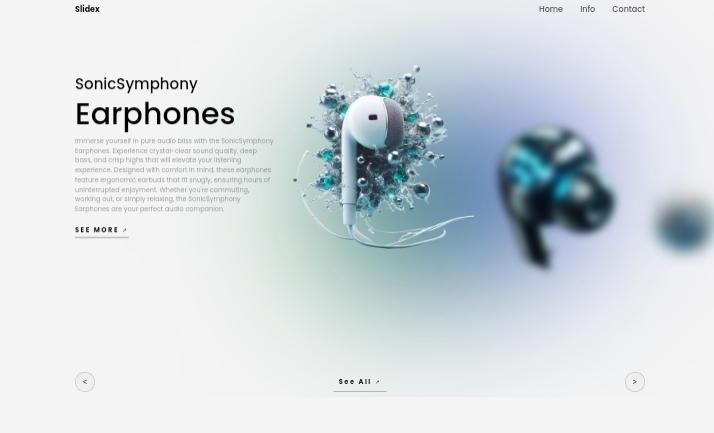 Slidex
Home Info Contact
SonicSymphony
Earphones
Immerse yourself in pure audio bliss with the SonicSymphony
Earphones. Experience crystal-clear sound quality, deep
bass, and crisp highs that will elevate your listening
experience. Designed with comfort in mind, these earphones
feature ergonomic earbuds that fit snugly, ensuring hours of
uninterrupted enjoyment. Whether you're commuting,
working out, or simply relaxing, the SonicSymphony
Earphones are your perfect audio companion.
SEE MORE ↗
< See All ↗ >